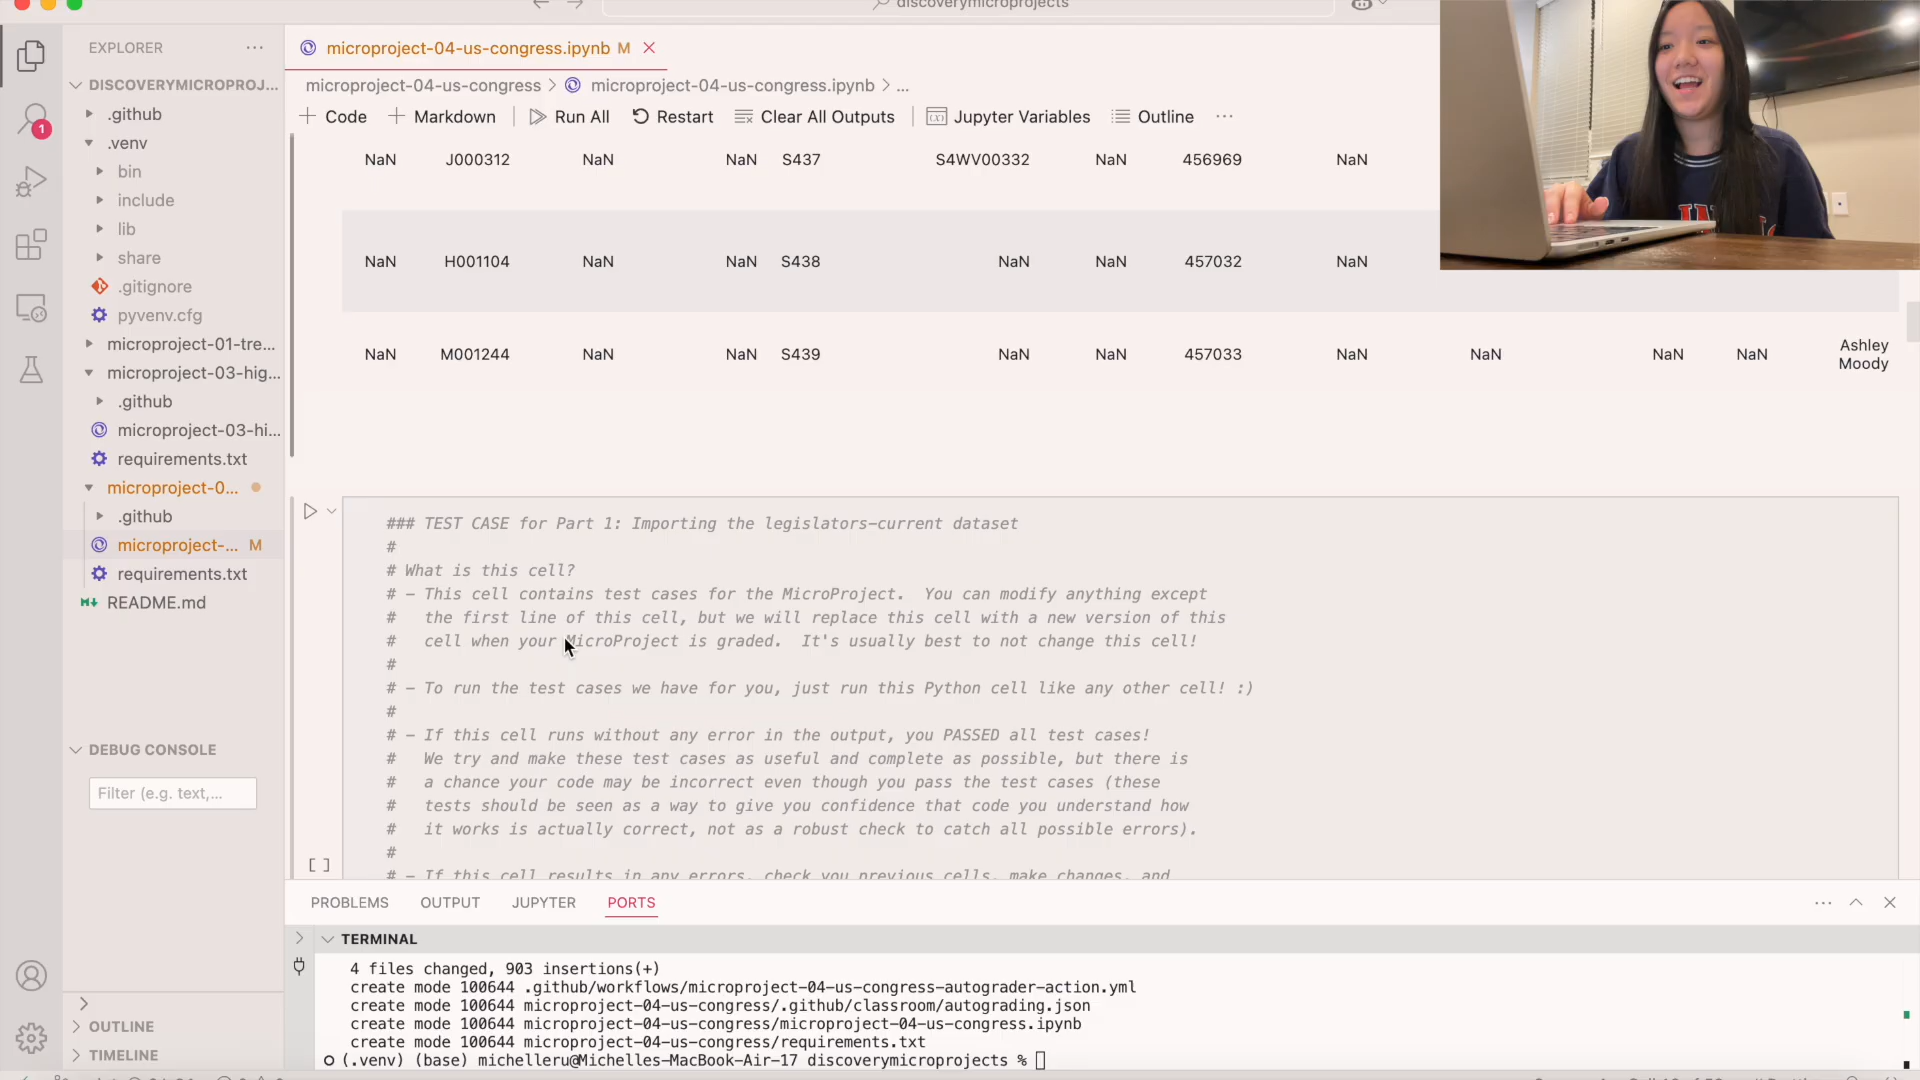 discoverymicroprojects
EXPLORER
microproject-04-us-congress.ipynb M
DISCOVERYMICROPROJ...
microproject-04-us-congress > microproject-04-us-congress.ipynb > ...
Code Markdown Run All Restart Clear All Outputs Jupyter Variables Outline ...
.github
.venv
bin
include
lib
share
.gitignore
pyvenv.cfg
microproject-01-tre...
microproject-03-hig...
.github
microproject-03-hi...
requirements.txt
microproject-0...
.github
microproject-... M
requirements.txt
README.md
1
DEBUG CONSOLE
Filter (e.g. text,...
OUTLINE
TIMELINE
NaN J000312 NaN NaN S437 S4WV00332 NaN 456969 NaN
NaN H001104 NaN NaN S438 NaN NaN 457032 NaN
NaN M001244 NaN NaN S439 NaN NaN 457033 NaN NaN NaN NaN Ashley
Moody
### TEST CASE for Part 1: Importing the legislators-current dataset
#
# What is this cell?
# - This cell contains test cases for the MicroProject.  You can modify anything except
#   the first line of this cell, but we will replace this cell with a new version of this
#   cell when your MicroProject is graded.  It's usually best to not change this cell!
#
# - To run the test cases we have for you, just run this Python cell like any other cell! :)
#
# - If this cell runs without any error in the output, you PASSED all test cases!
#   We try and make these test cases as useful and complete as possible, but there is
#   a chance your code may be incorrect even though you pass the test cases (these
#   tests should be seen as a way to give you confidence that code you understand how
#   it works is actually correct, not as a robust check to catch all possible errors).
#
# - If this cell results in any errors, check you previous cells, make changes, and
[ ]
PROBLEMS OUTPUT JUPYTER PORTS
TERMINAL
4 files changed, 903 insertions(+)
create mode 100644 .github/workflows/microproject-04-us-congress-autograder-action.yml
create mode 100644 microproject-04-us-congress/.github/classroom/autograding.json
create mode 100644 microproject-04-us-congress/microproject-04-us-congress.ipynb
create mode 100644 microproject-04-us-congress/requirements.txt
(.venv) (base) michelleru@Michelles-MacBook-Air-17 discoverymicroprojects %